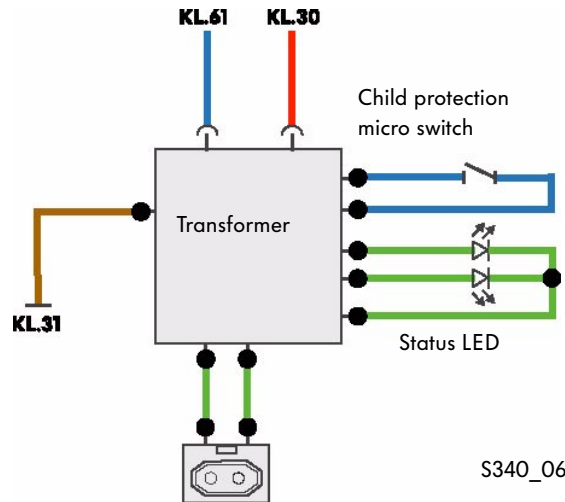 KL.61
KL.30
Child protection
micro switch
Transformer
KL.31
Status LED
S340_06